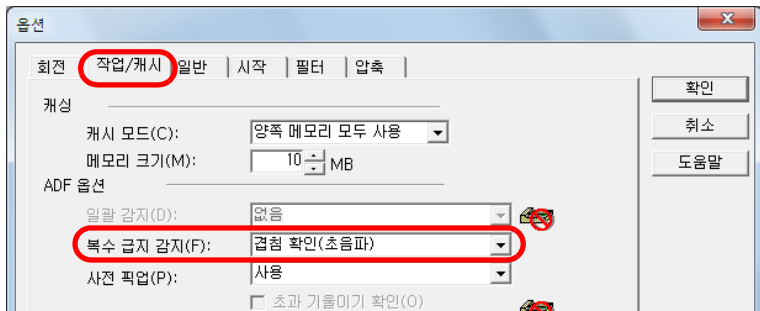 옵션
회전 작업/캐시 일반 시작 필터 압축
확인
캐싱
취소
캐시 모드(C): 양쪽 메모리 모두 사용
메모리 크기(M): 10 MB
도움말
ADF 옵션
일괄 감지(D): 없음
복수 급지 감지(F): 겹침 확인(초음파)
사전 픽업(P): 사용
초과 기울이기 확인(O)